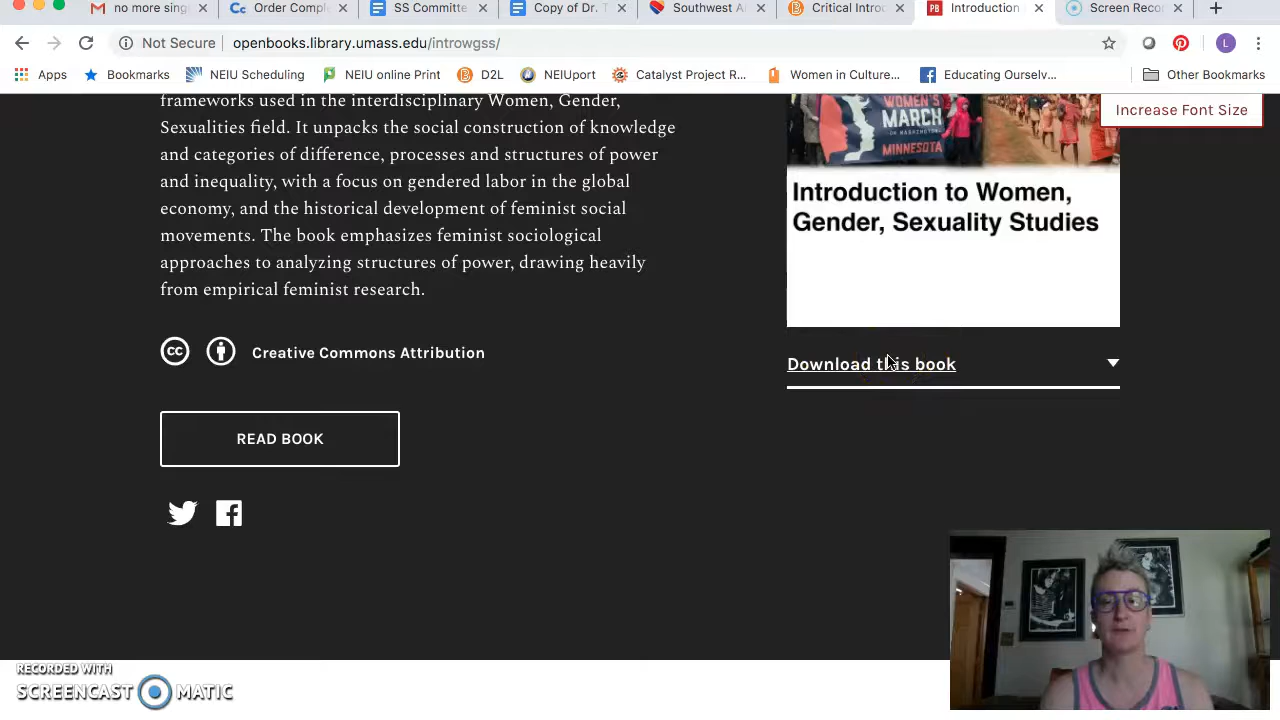 no more sing
Order Compl
SS Committe
Copy of Dr. T
Southwest A
Critical Intro
Introduction
Screen Reco
Not Secure
openbooks.library.umass.edu/introwgss/
L
Apps
Bookmarks
NEIU Scheduling
NEIU online Print
D2L
NEIUport
Catalyst Project R...
Women in Culture...
Educating Ourselv...
Other Bookmarks
Increase Font Size
frameworks used in the interdisciplinary Women, Gender,
Sexualities field. It unpacks the social construction of knowledge
and categories of difference, processes and structures of power
and inequality, with a focus on gendered labor in the global
economy, and the historical development of feminist social
movements. The book emphasizes feminist sociological
approaches to analyzing structures of power, drawing heavily
from empirical feminist research.
cc
Creative Commons Attribution
READ BOOK
WOMEN'S
MARCH
ON WASHINGTON
MINNESOTA
Introduction to Women,
Gender, Sexuality Studies
Download this book
RECORDED WITH
SCREENCAST MATIC